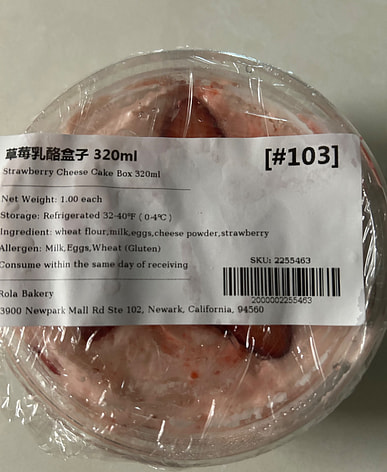 草莓乳酪盒子 320ml
[#103]
Strawberry Cheese Cake Box 320ml
Net Weight: 1.00 each
Storage: Refrigerated 32-40℉ ( 0-4℃ )
Ingredient: wheat flour,milk,eggs,cheese powder,strawberry
Allergen: Milk,Eggs,Wheat (Gluten)
Consume within the same day of receiving
SKU: 2255463
2000002255463
Rola Bakery
3900 Newpark Mall Rd Ste 102, Newark, California, 94560